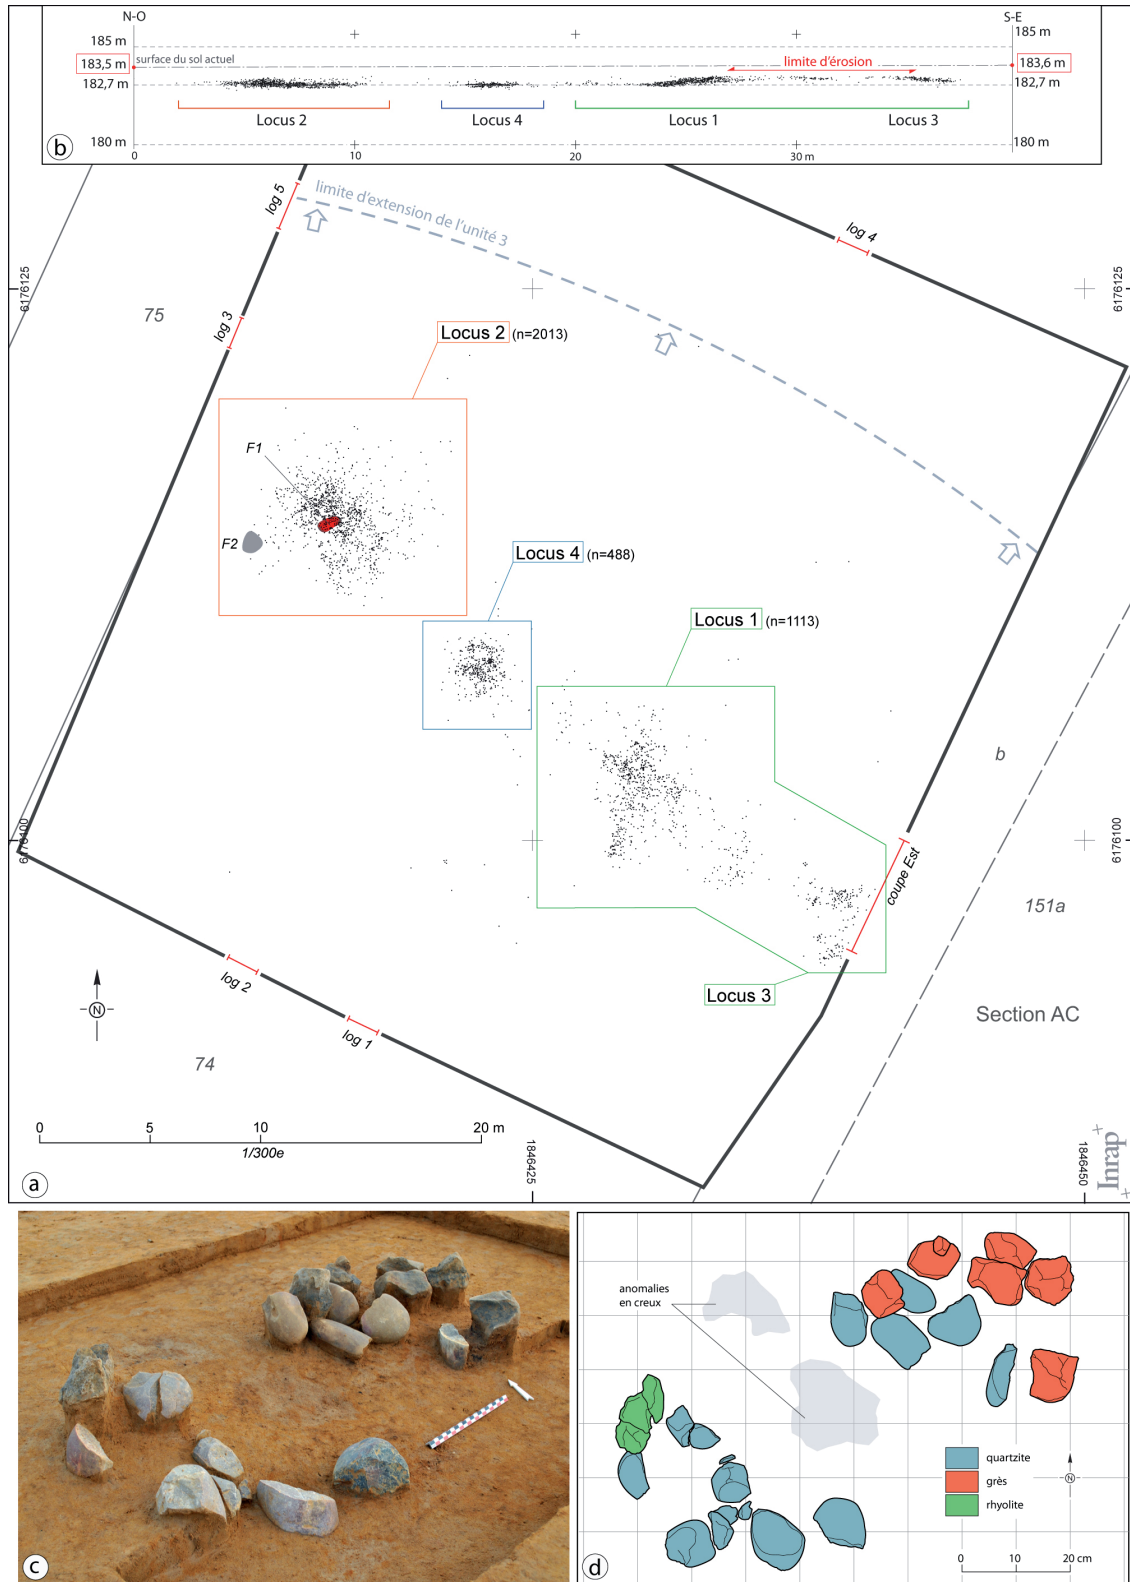 N-O
S-E
185 m
185 m
183,5 m
surface du sol actuel
limite d'érosion
183,6 m
182,7 m
182,7 m
Locus 2
Locus 4
Locus 1
Locus 3
180 m
180 m
0
10
20
30 m
b
log 5
limite d'extension de l'unité 3
log 4
6176125
6176125
75
log 3
Locus 2 (n=2013)
F1
F2
Locus 4 (n=488)
Locus 1 (n=1113)
b
6176100
6176100
coupe Est
151a
log 2
Locus 3
N
Section AC
log 1
74
0
5
10
20 m
1/300e
1846425
1846450
Inrap
a
anomalies
en creux
quartzite
grès
rhyolite
N
0
10
20 cm
c
d